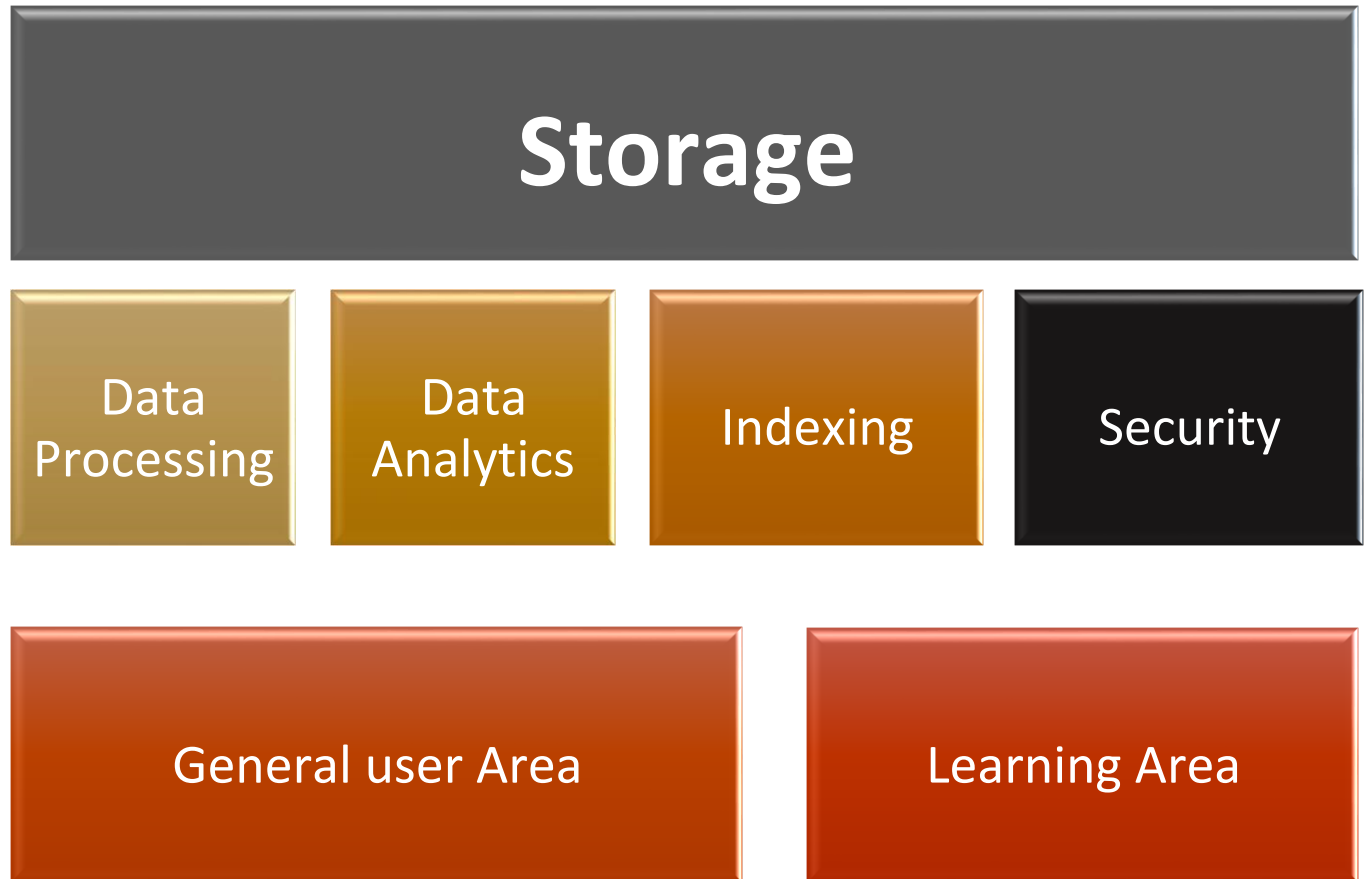 Storage
Data
Processing
Data
Analytics
Indexing
Security
General user Area
Learning Area